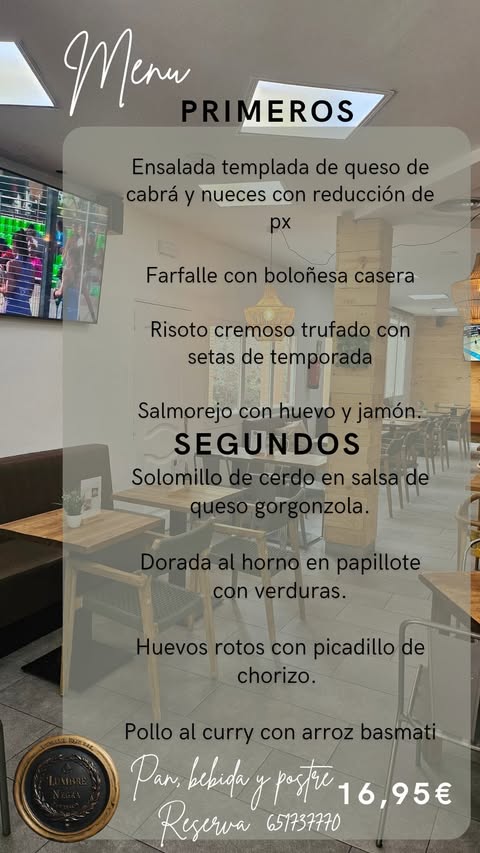 Menu
PRIMEROS
Ensalada templada de queso de
cabrá y nueces con reducción de
px
Farfalle con boloñesa casera
Risoto cremoso trufado con
setas de temporada
Salmorejo con huevo y jamón.
SEGUNDOS
Solomillo de cerdo en salsa de
queso gorgonzola.
Dorada al horno en papillote
con verduras.
Huevos rotos con picadillo de
chorizo.
Pollo al curry con arroz basmati
Pan, bebida y postre
16,95€
Reserva 651737770
LUMBRE
NEGRA